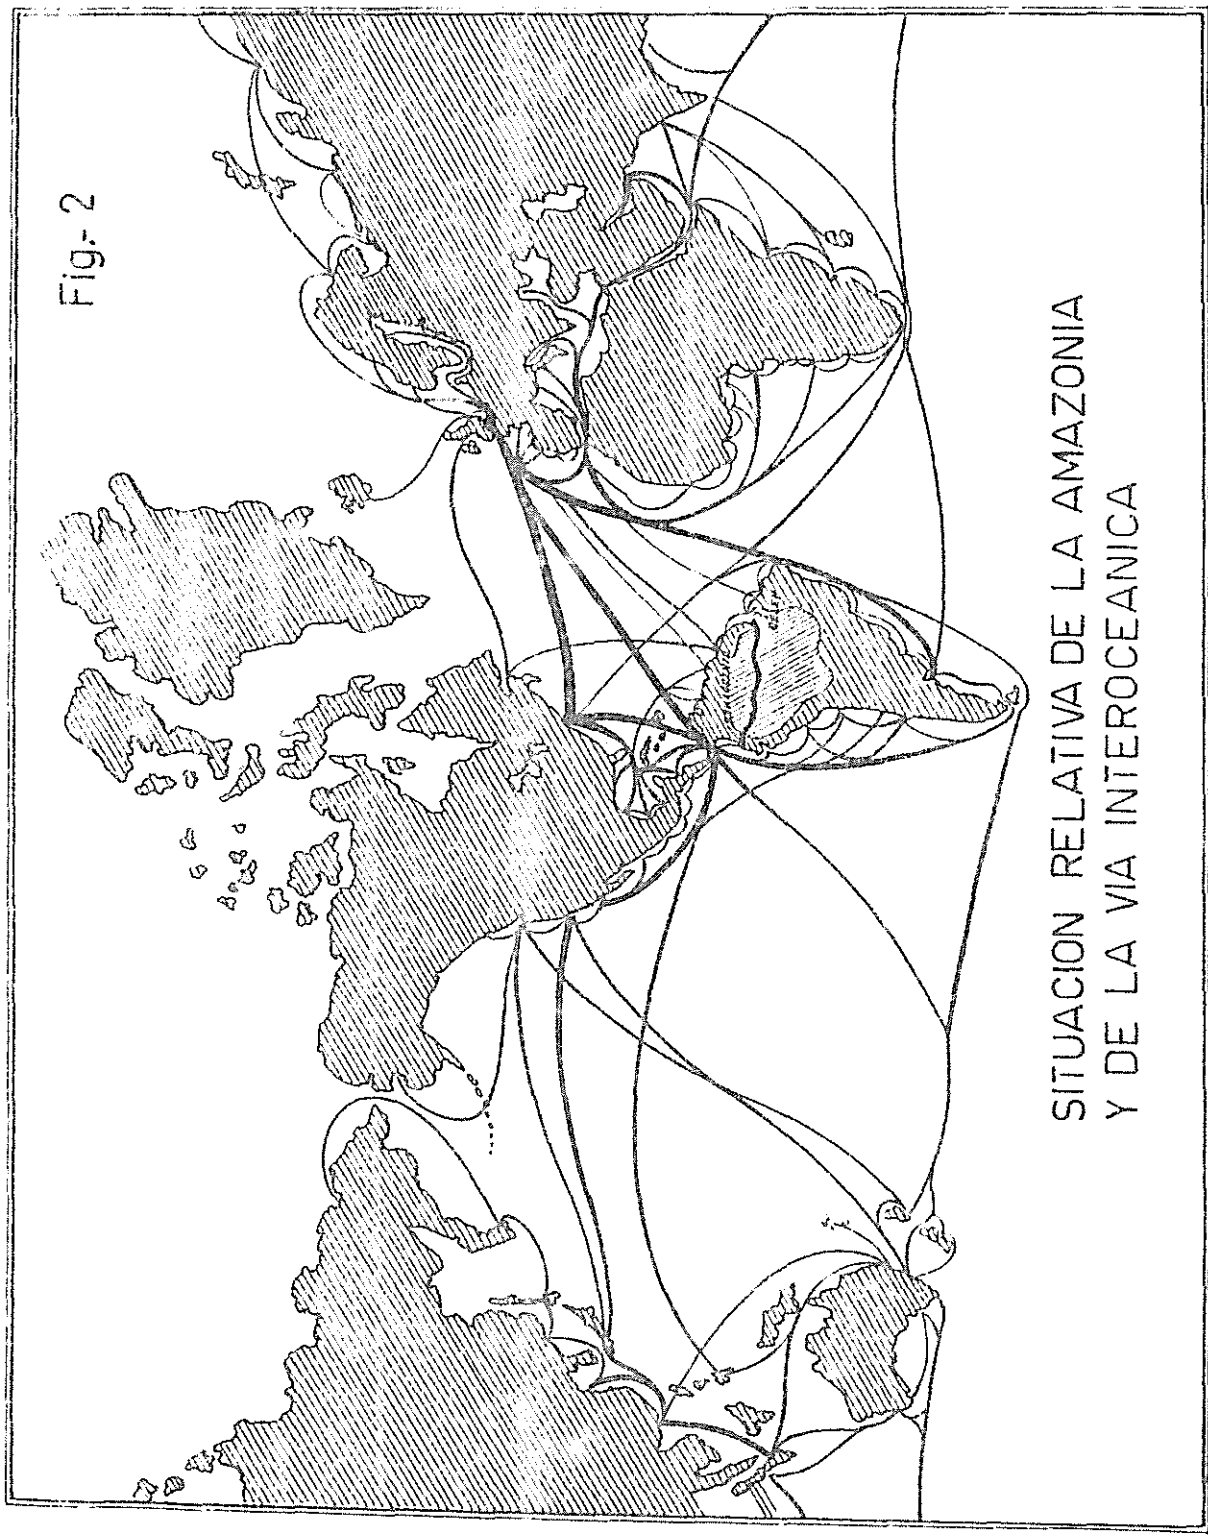 Fig.- 2
SITUACION RELATIVA DE LA AMAZONIA
Y DE LA VIA INTEROCEANICA